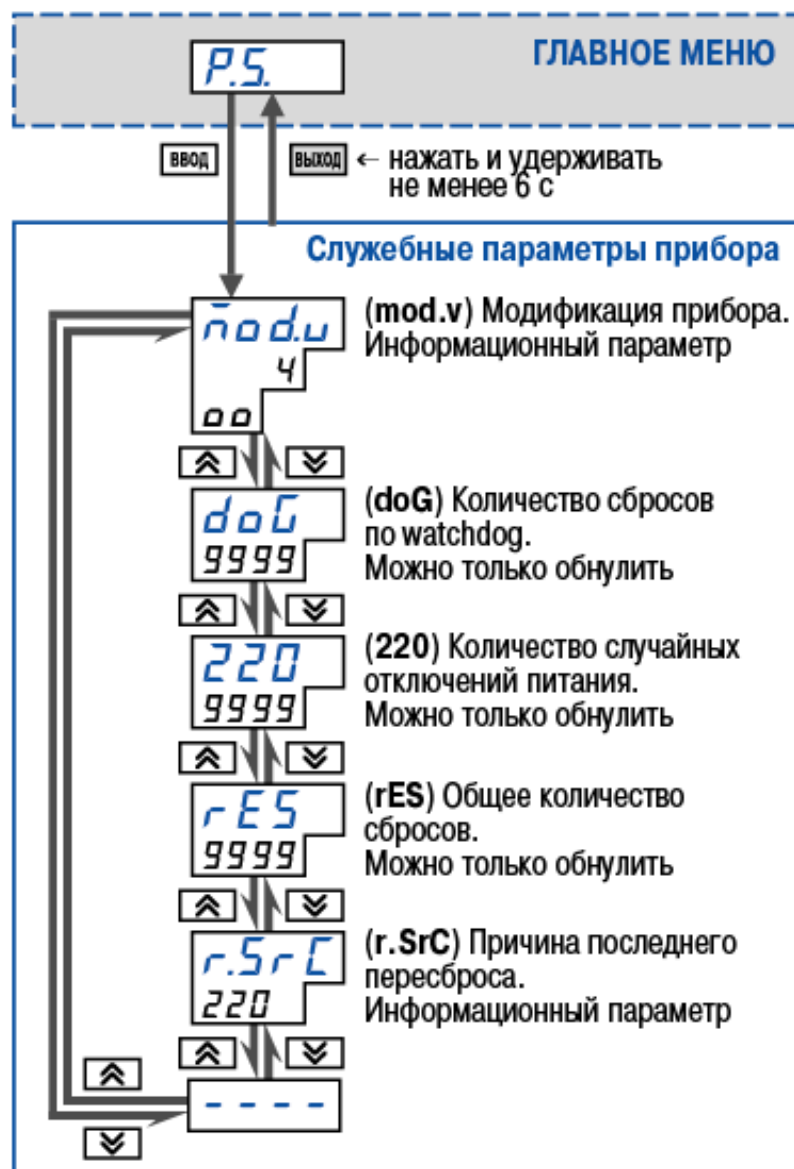 ГЛАВНОЕ МЕНЮ
P.S.
ВВОД
ВЫХОД ← нажать и удерживать
не менее 6 с
Служебные параметры прибора
mod.v
4
oo
(mod.v) Модификация прибора.
Информационный параметр
doG
9999
(doG) Количество сбросов
по watchdog.
Можно только обнулить
220
9999
(220) Количество случайных
отключений питания.
Можно только обнулить
rES
9999
(rES) Общее количество
сбросов.
Можно только обнулить
r.SrC
220
(r.SrC) Причина последнего
пересброса.
Информационный параметр
- - - -